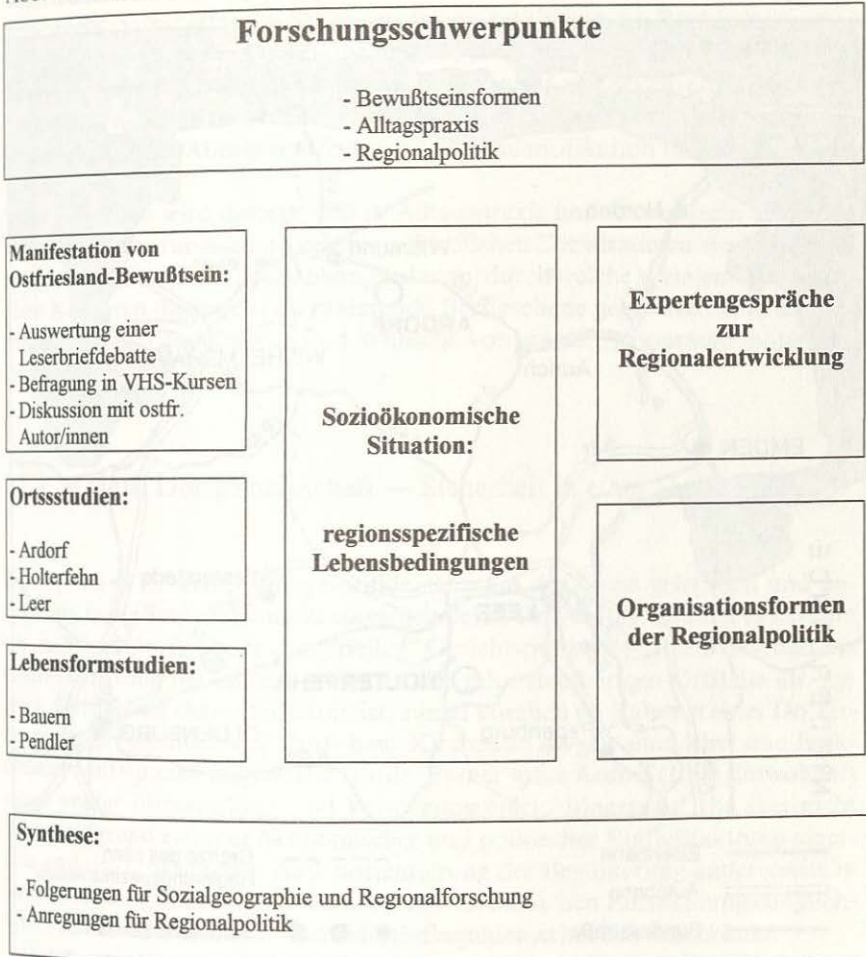 Forschungsschwerpunkte
- Bewußtseinsformen
- Alltagspraxis
- Regionalpolitik
Manifestation von
Ostfriesland-Bewußtsein:
- Auswertung einer
Leserbriefdebatte
- Befragung in VHS-Kursen
- Diskussion mit ostfr.
Autor/innen
Ortsstudien:
- Ardorf
- Holterfehn
- Leer
Lebensformstudien:
- Bauern
- Pendler
Sozioökonomische
Situation:
regionsspezifische
Lebensbedingungen
Expertengespräche
zur
Regionalentwicklung
Organisationsformen
der Regionalpolitik
Synthese:
- Folgerungen für Sozialgeographie und Regionalforschung
- Anregungen für Regionalpolitik